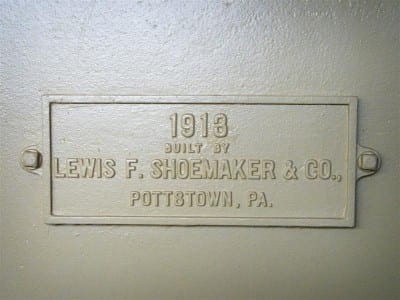 1913
BUILT BY
LEWIS F. SHOEMAKER & CO.,
POTTSTOWN, PA.